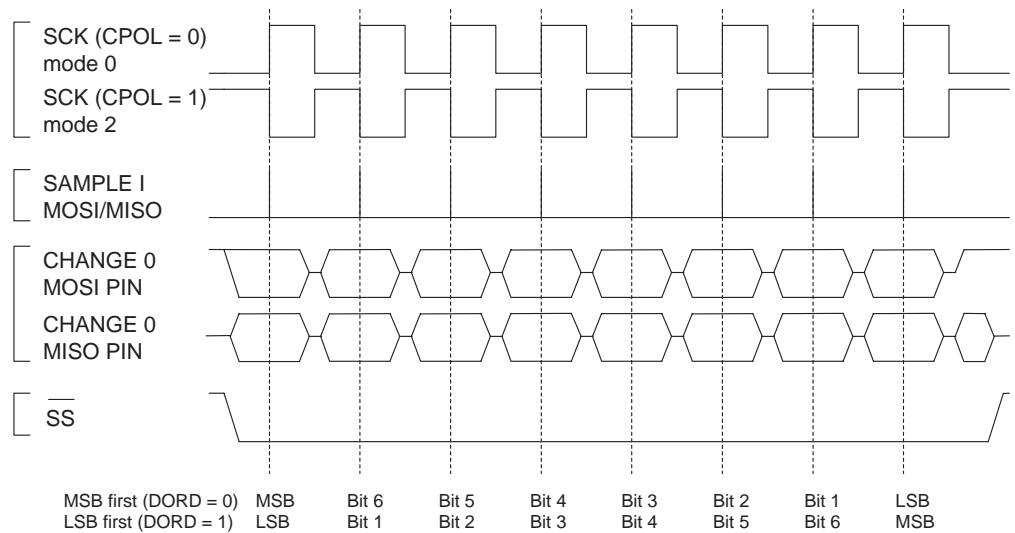 SCK (CPOL = 0)
mode 0
SCK (CPOL = 1)
mode 2
SAMPLE I
MOSI/MISO
CHANGE 0
MOSI PIN
CHANGE 0
MISO PIN
SS
MSB first (DORD = 0) MSB Bit 6 Bit 5 Bit 4 Bit 3 Bit 2 Bit 1 LSB
LSB first (DORD = 1) LSB Bit 1 Bit 2 Bit 3 Bit 4 Bit 5 Bit 6 MSB